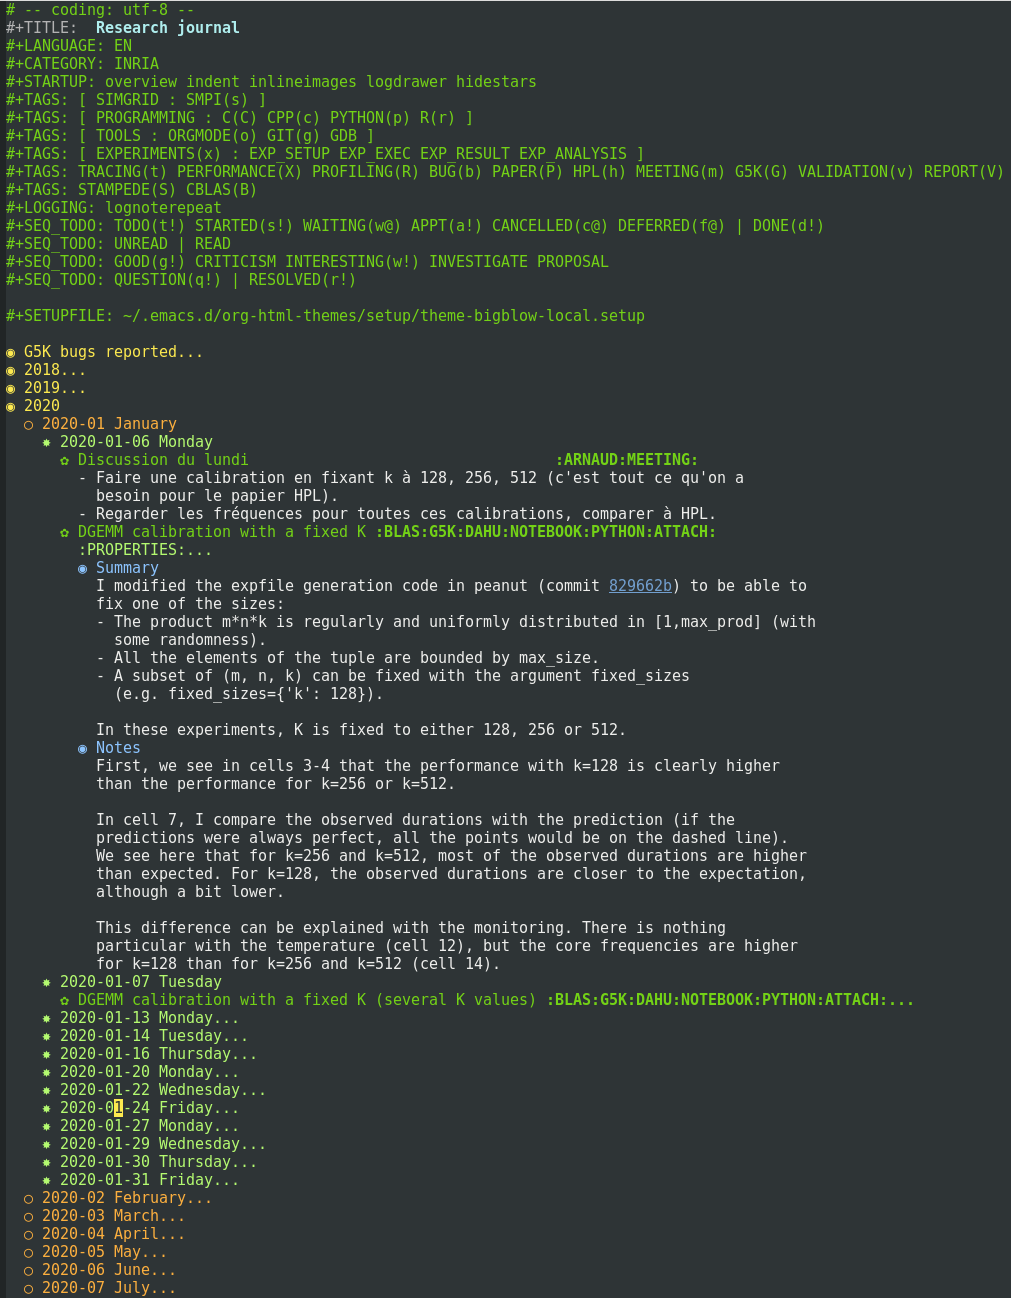 # -- coding: utf-8 --
#+TITLE:  Research journal
#+LANGUAGE: EN
#+CATEGORY: INRIA
#+STARTUP: overview indent inlineimages logdrawer hidestars
#+TAGS: [ SIMGRID : SMPI(s) ]
#+TAGS: [ PROGRAMMING : C(C) CPP(c) PYTHON(p) R(r) ]
#+TAGS: [ TOOLS : ORGMODE(o) GIT(g) GDB ]
#+TAGS: [ EXPERIMENTS(x) : EXP_SETUP EXP_EXEC EXP_RESULT EXP_ANALYSIS ]
#+TAGS: TRACING(t) PERFORMANCE(X) PROFILING(R) BUG(b) PAPER(P) HPL(h) MEETING(m) G5K(G) VALIDATION(v) REPORT(V)
#+TAGS: STAMPEDE(S) CBLAS(B)
#+LOGGING: lognoterepeat
#+SEQ_TODO: TODO(t!) STARTED(s!) WAITING(w@) APPT(a!) CANCELLED(c@) DEFERRED(f@) | DONE(d!)
#+SEQ_TODO: UNREAD | READ
#+SEQ_TODO: GOOD(g!) CRITICISM INTERESTING(w!) INVESTIGATE PROPOSAL
#+SEQ_TODO: QUESTION(q!) | RESOLVED(r!)
#+SETUPFILE: ~/.emacs.d/org-html-themes/setup/theme-bigblow-local.setup
◉ G5K bugs reported...
◉ 2018...
◉ 2019...
◉ 2020
○ 2020-01 January
✸ 2020-01-06 Monday
✿ Discussion du lundi :ARNAUD:MEETING:
- Faire une calibration en fixant k à 128, 256, 512 (c'est tout ce qu'on a
besoin pour le papier HPL).
- Regarder les fréquences pour toutes ces calibrations, comparer à HPL.
✿ DGEMM calibration with a fixed K :BLAS:G5K:DAHU:NOTEBOOK:PYTHON:ATTACH:
:PROPERTIES:...
◉ Summary
I modified the expfile generation code in peanut (commit 829662b) to be able to
fix one of the sizes:
- The product m*n*k is regularly and uniformly distributed in [1,max_prod] (with
some randomness).
- All the elements of the tuple are bounded by max_size.
- A subset of (m, n, k) can be fixed with the argument fixed_sizes
(e.g. fixed_sizes={'k': 128}).
In these experiments, K is fixed to either 128, 256 or 512.
◉ Notes
First, we see in cells 3-4 that the performance with k=128 is clearly higher
than the performance for k=256 or k=512.
In cell 7, I compare the observed durations with the prediction (if the
predictions were always perfect, all the points would be on the dashed line).
We see here that for k=256 and k=512, most of the observed durations are higher
than expected. For k=128, the observed durations are closer to the expectation,
although a bit lower.
This difference can be explained with the monitoring. There is nothing
particular with the temperature (cell 12), but the core frequencies are higher
for k=128 than for k=256 and k=512 (cell 14).
✸ 2020-01-07 Tuesday
✿ DGEMM calibration with a fixed K (several K values) :BLAS:G5K:DAHU:NOTEBOOK:PYTHON:ATTACH:...
✸ 2020-01-13 Monday...
✸ 2020-01-14 Tuesday...
✸ 2020-01-16 Thursday...
✸ 2020-01-20 Monday...
✸ 2020-01-22 Wednesday...
✸ 2020-01-24 Friday...
✸ 2020-01-27 Monday...
✸ 2020-01-29 Wednesday...
✸ 2020-01-30 Thursday...
✸ 2020-01-31 Friday...
○ 2020-02 February...
○ 2020-03 March...
○ 2020-04 April...
○ 2020-05 May...
○ 2020-06 June...
○ 2020-07 July...